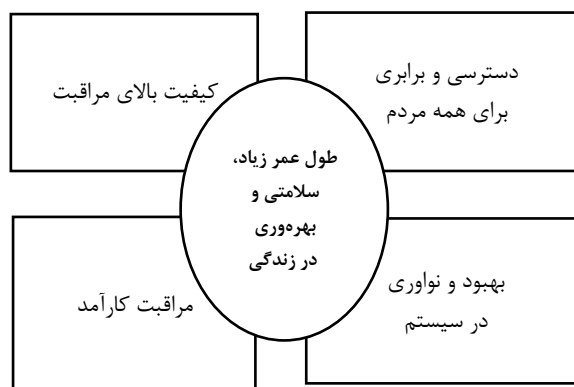 دسترسی و برابری
برای همه مردم
کیفیت بالای مراقبت
طول عمر زیاد،
سلامتی و
بهره‌وری
در زندگی
بهبود و نواوری
در سیستم
مراقبت کارآمد